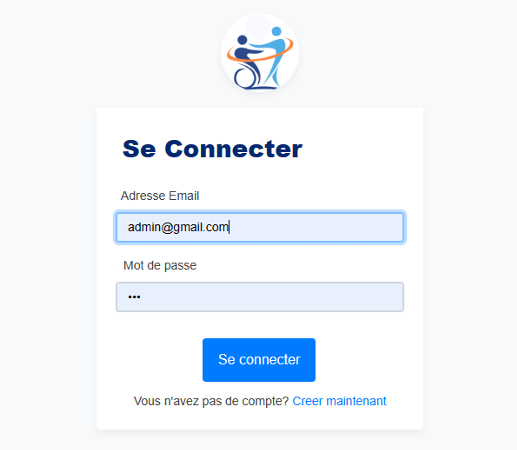 Se Connecter
Adresse Email
admin@gmail.com
Mot de passe
•••
Se connecter
Vous n'avez pas de compte? Creer maintenant